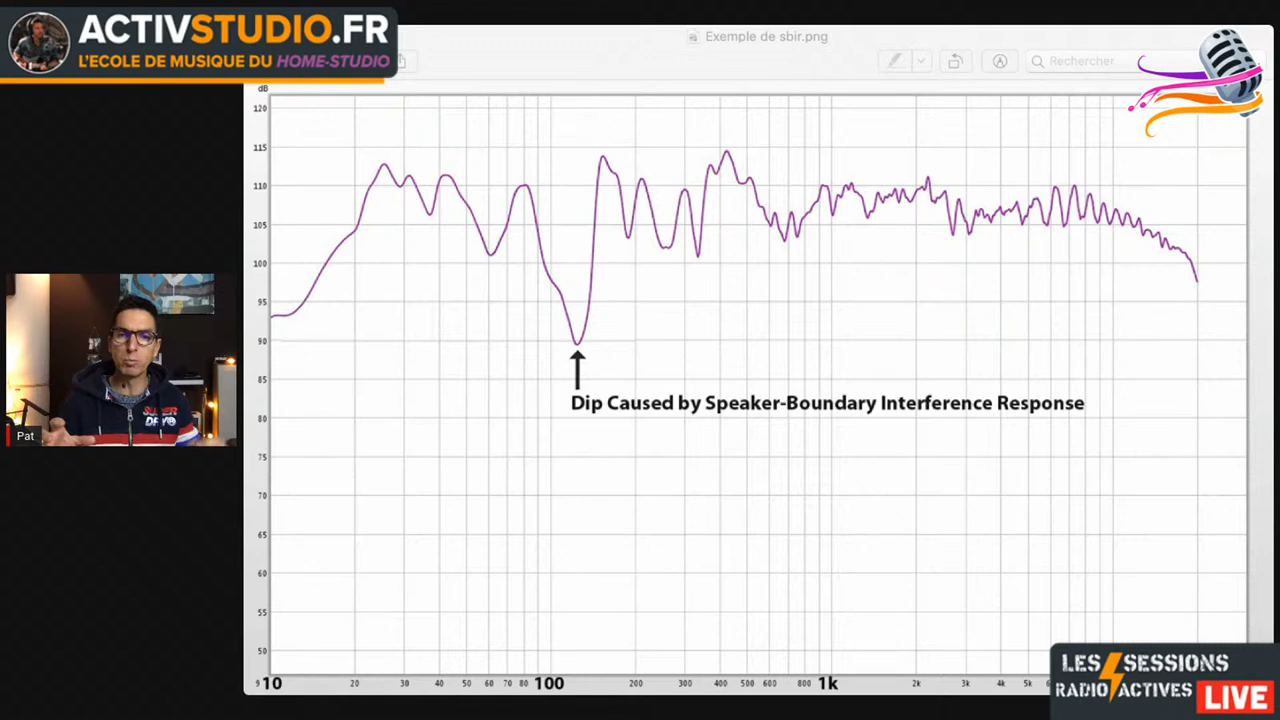 ACTIVSTUDIO.FR
L'ECOLE DE MUSIQUE DU HOME-STUDIO
Exemple de sbir.png
Rechercher
dB
120
115
110
105
100
95
90
85
80
75
70
65
60
55
50
Dip Caused by Speaker-Boundary Interference Response
9 10 20 30 40 50 60 70 80 100 200 300 400 500 600 800 1k 2k 3k 4k 5k
Pat
LES SESSIONS
RADIO ACTIVES LIVE